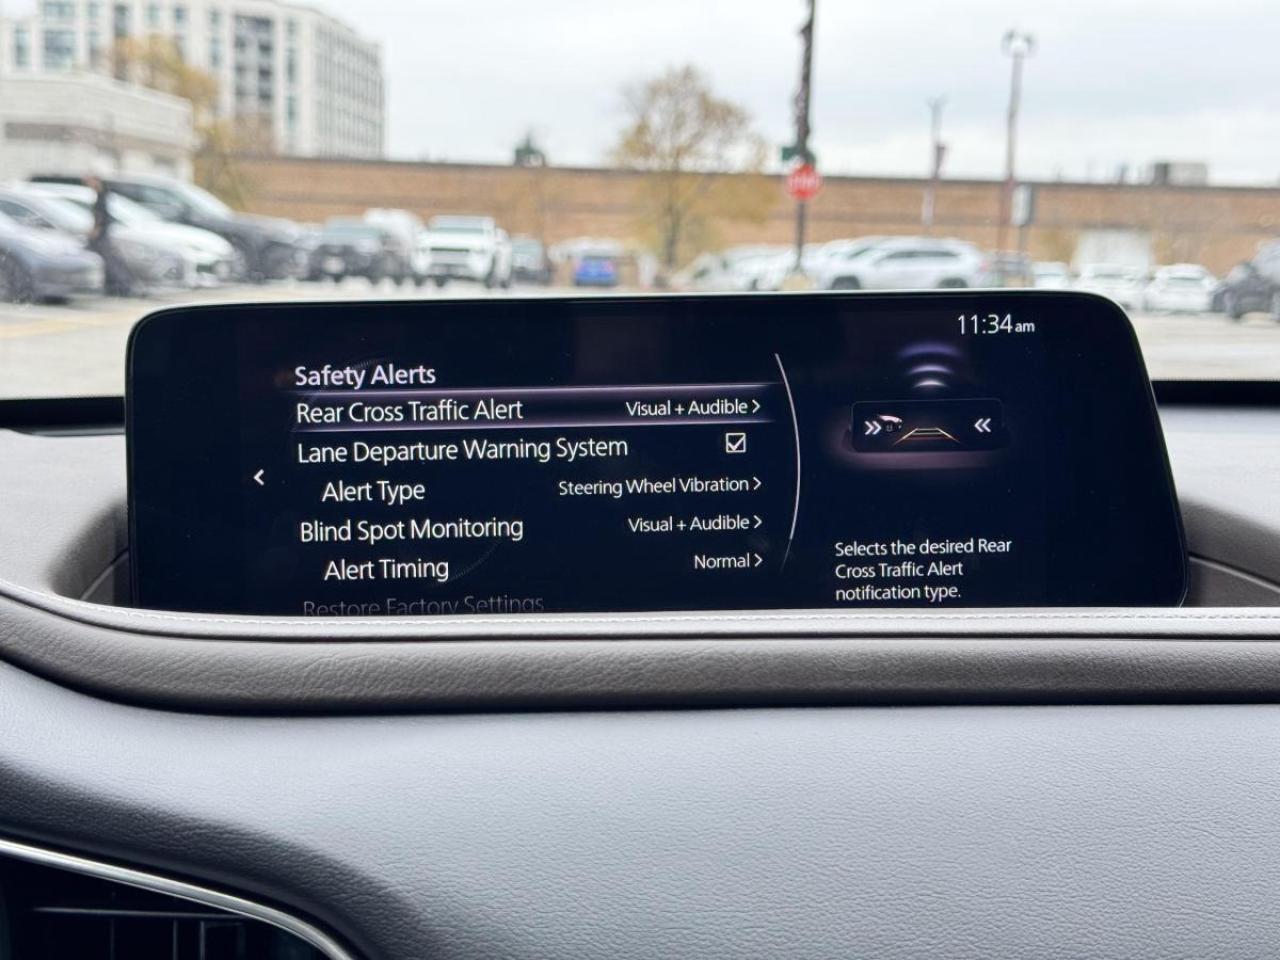 11:34am
Safety Alerts
Rear Cross Traffic Alert Visual + Audible >
Lane Departure Warning System
Alert Type Steering Wheel Vibration >
Blind Spot Monitoring Visual + Audible >
Alert Timing Normal >
Restore Factory Settings
Selects the desired Rear
Cross Traffic Alert
notification type.